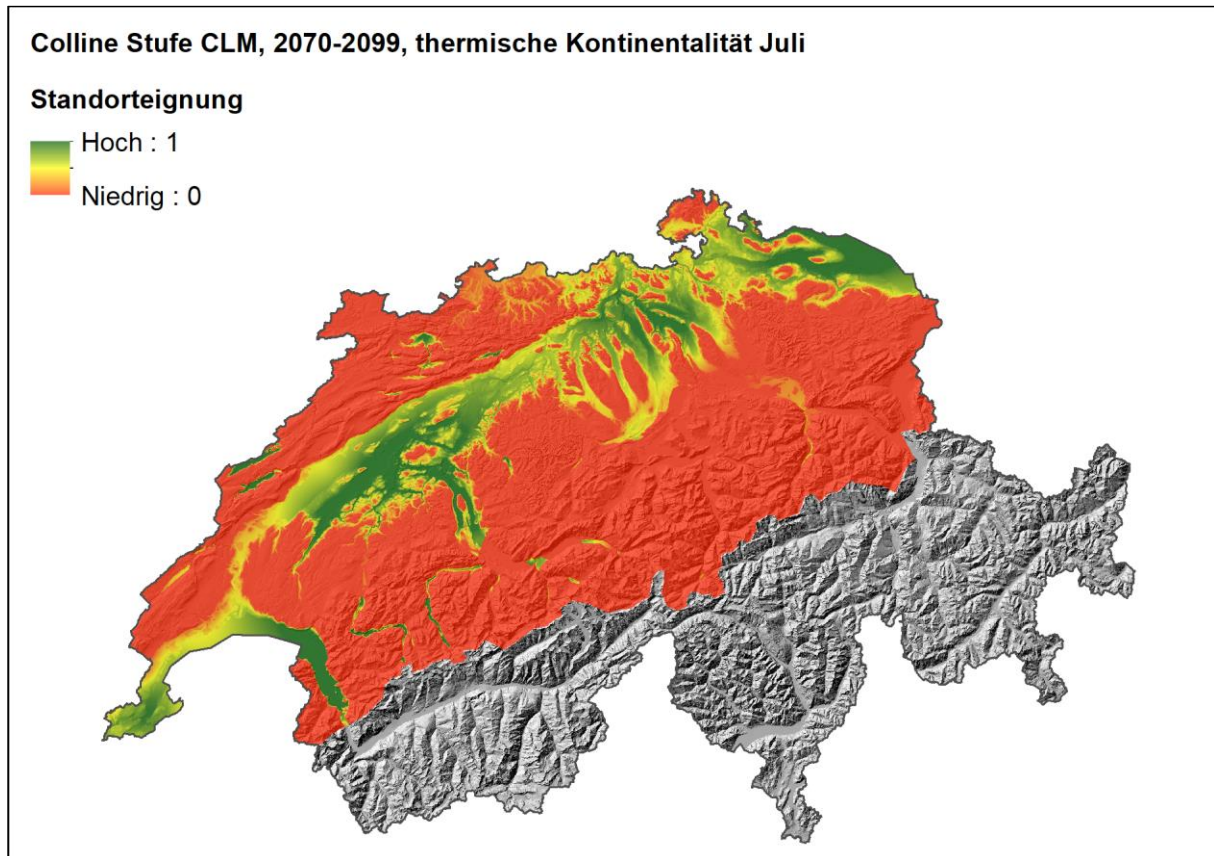 Colline Stufe CLM, 2070-2099, thermische Kontinentalität Juli
Standorteignung
Hoch : 1
Niedrig : 0